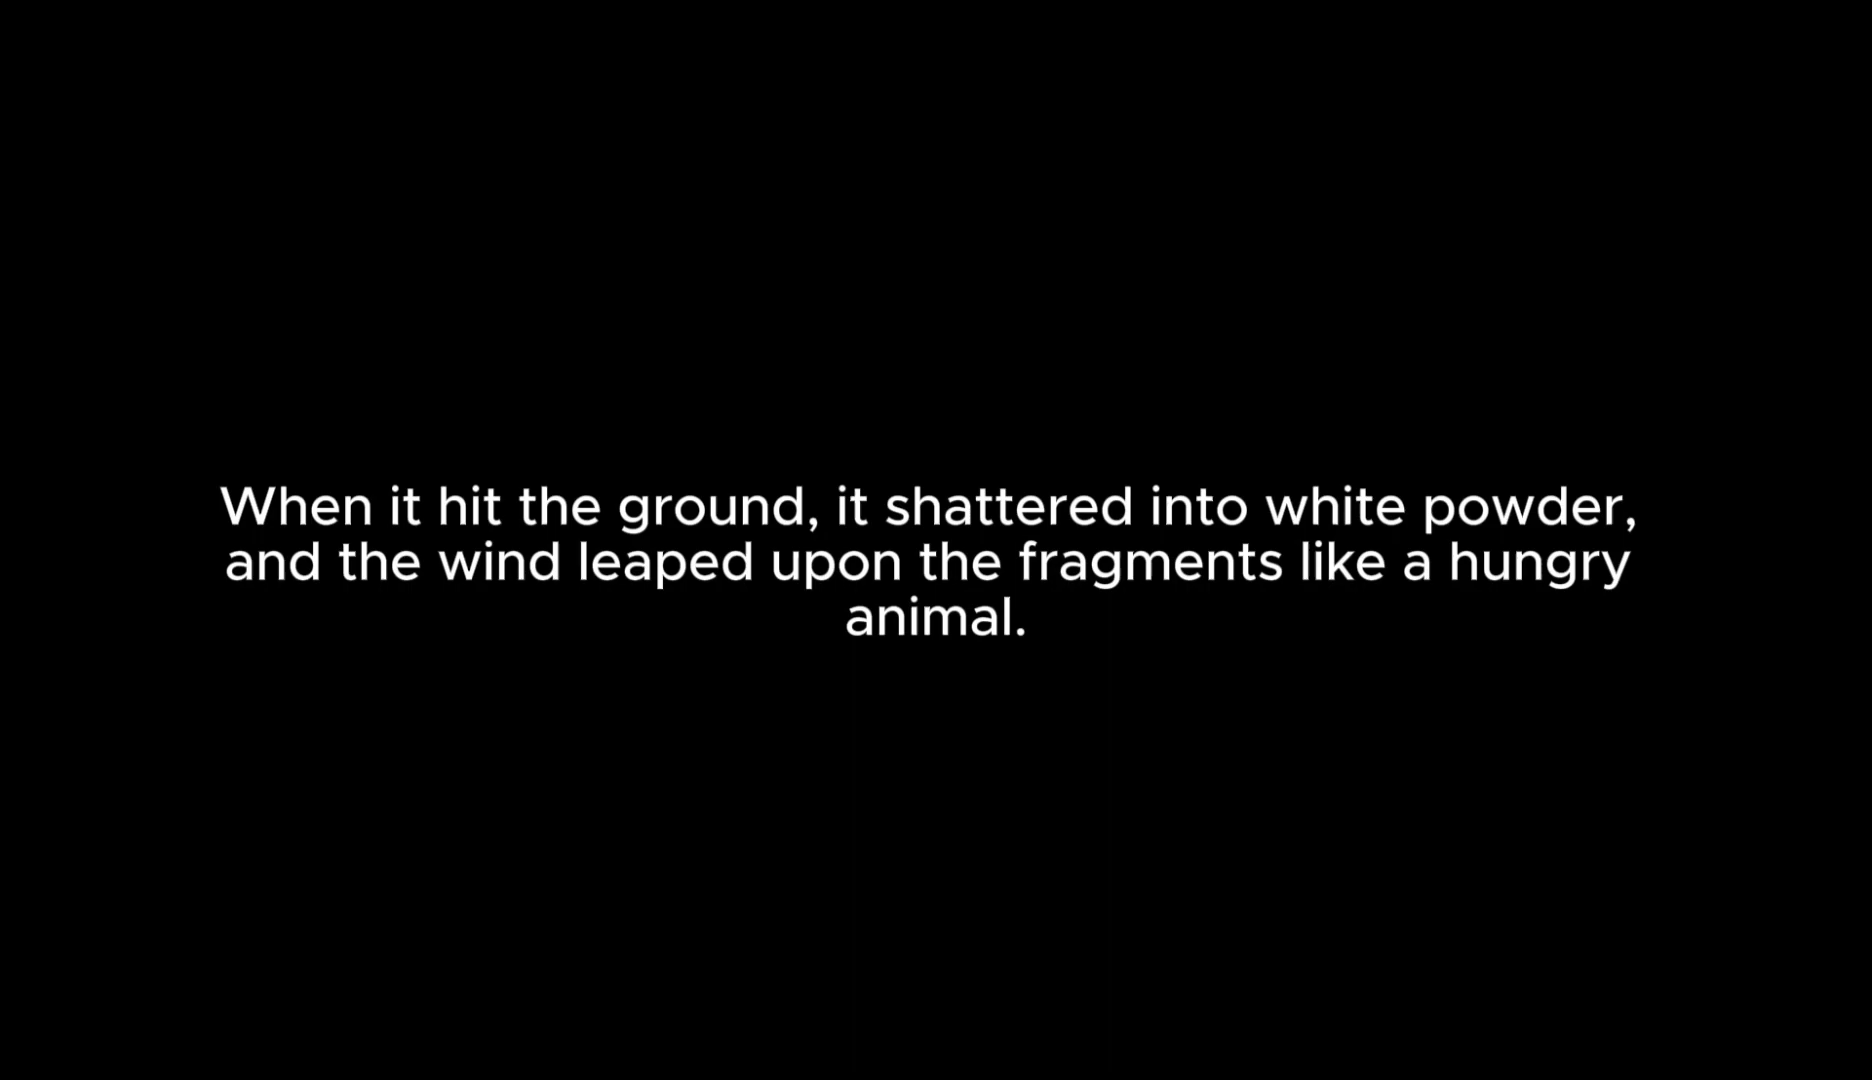 When it hit the ground, it shattered into white powder,
and the wind leaped upon the fragments like a hungry
animal.